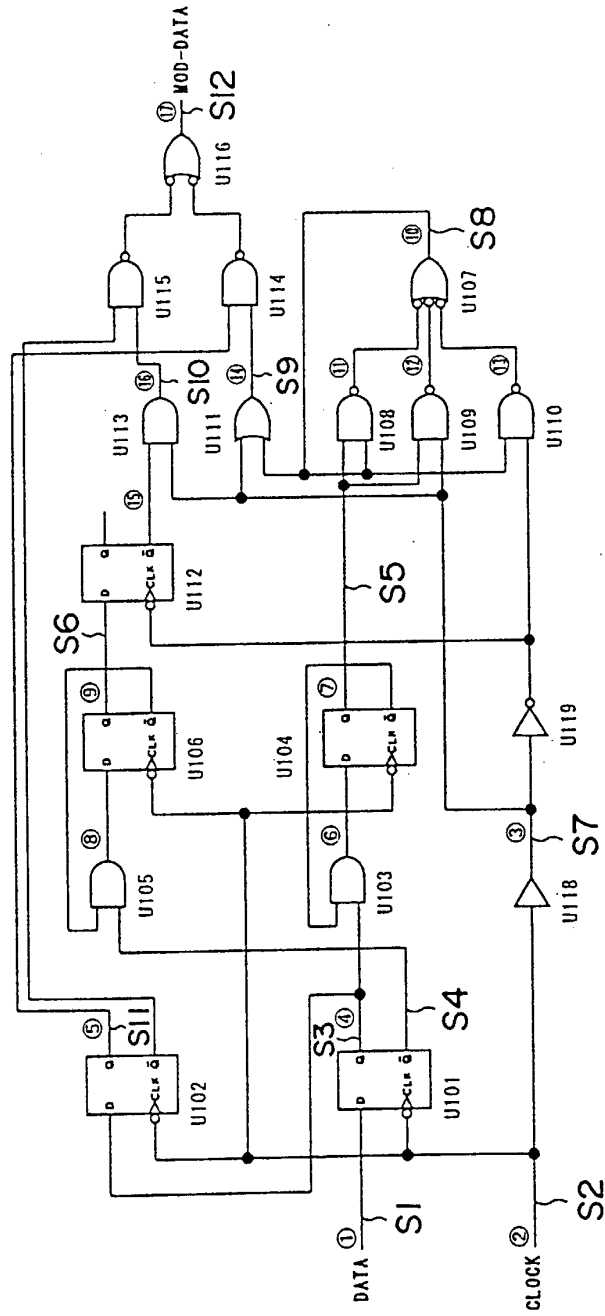 MOD-DATA
⑰
S12
U116
U115
U114
⑩
S8
U107
⑯
S10
⑭
S9
⑪
⑫
⑬
U113
U111
U108
U109
U110
⑮
D Q
CLK Q̅
U112
S6
S5
⑨
D Q
CLK Q̅
U106
⑦
D Q
CLK Q̅
U104
U119
⑧
U105
⑥
U103
③
S7
U118
⑤
S11
D Q
CLK Q̅
U102
S3
④
S4
D Q
CLK Q̅
U101
①
DATA
S1
②
CLOCK
S2